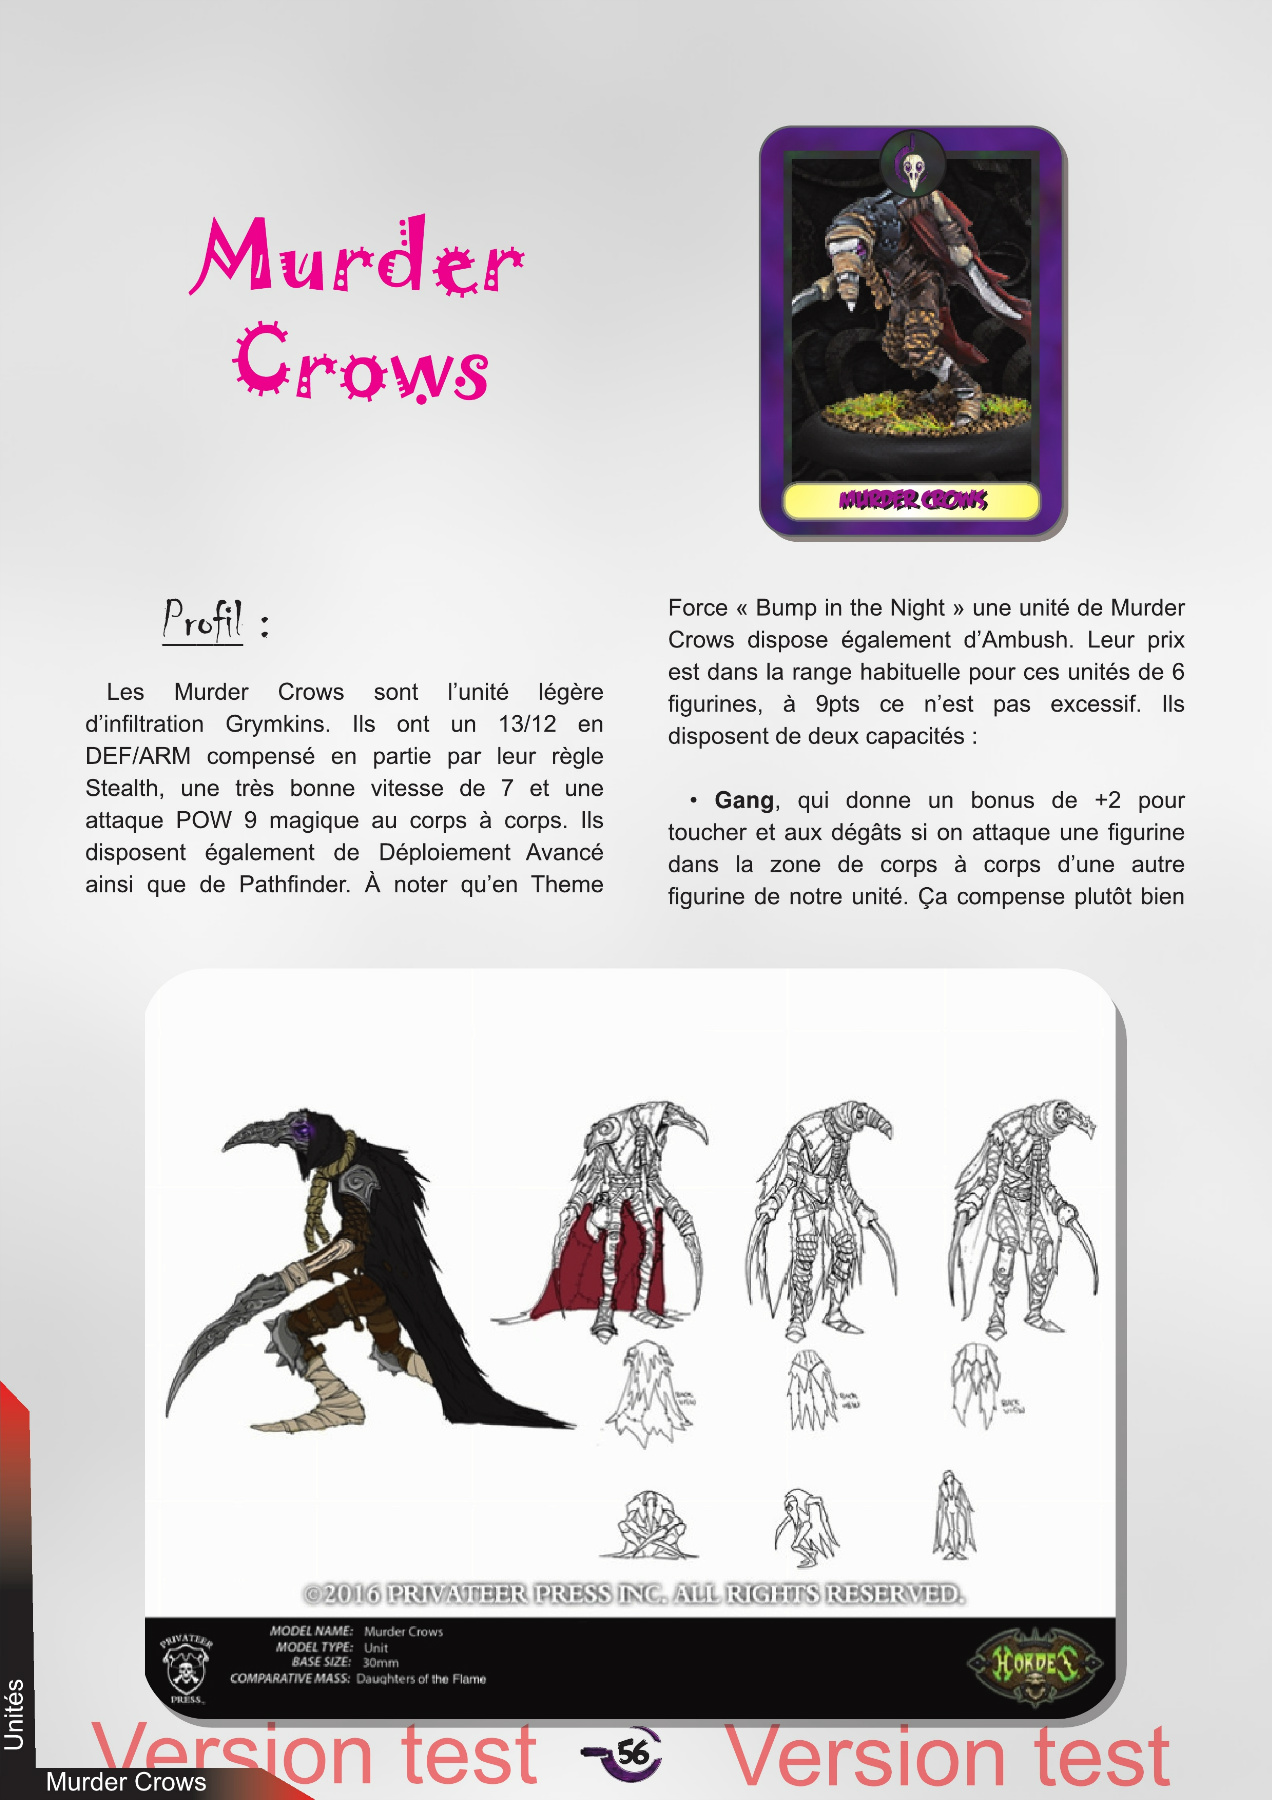 Murder
Crows
MURDER CROWS
Profil :
Les Murder Crows sont l’unité légère
d’infiltration Grymkins. Ils ont un 13/12 en
DEF/ARM compensé en partie par leur règle
Stealth, une très bonne vitesse de 7 et une
attaque POW 9 magique au corps à corps. Ils
disposent également de Déploiement Avancé
ainsi que de Pathfinder. À noter qu’en Theme
Force « Bump in the Night » une unité de Murder
Crows dispose également d’Ambush. Leur prix
est dans la range habituelle pour ces unités de 6
figurines, à 9pts ce n’est pas excessif. Ils
disposent de deux capacités :
• Gang, qui donne un bonus de +2 pour
toucher et aux dégâts si on attaque une figurine
dans la zone de corps à corps d’une autre
figurine de notre unité. Ça compense plutôt bien
BACK
VIEW
BACK
VIEW
BACK
VIEW
©2016 PRIVATEER PRESS INC. ALL RIGHTS RESERVED.
PRIVATEER
PRESS
MODEL NAME: Murder Crows
MODEL TYPE: Unit
BASE SIZE: 30mm
COMPARATIVE MASS: Daughters of the Flame
HORDES
Unités
Version test
56
Version test
Murder Crows